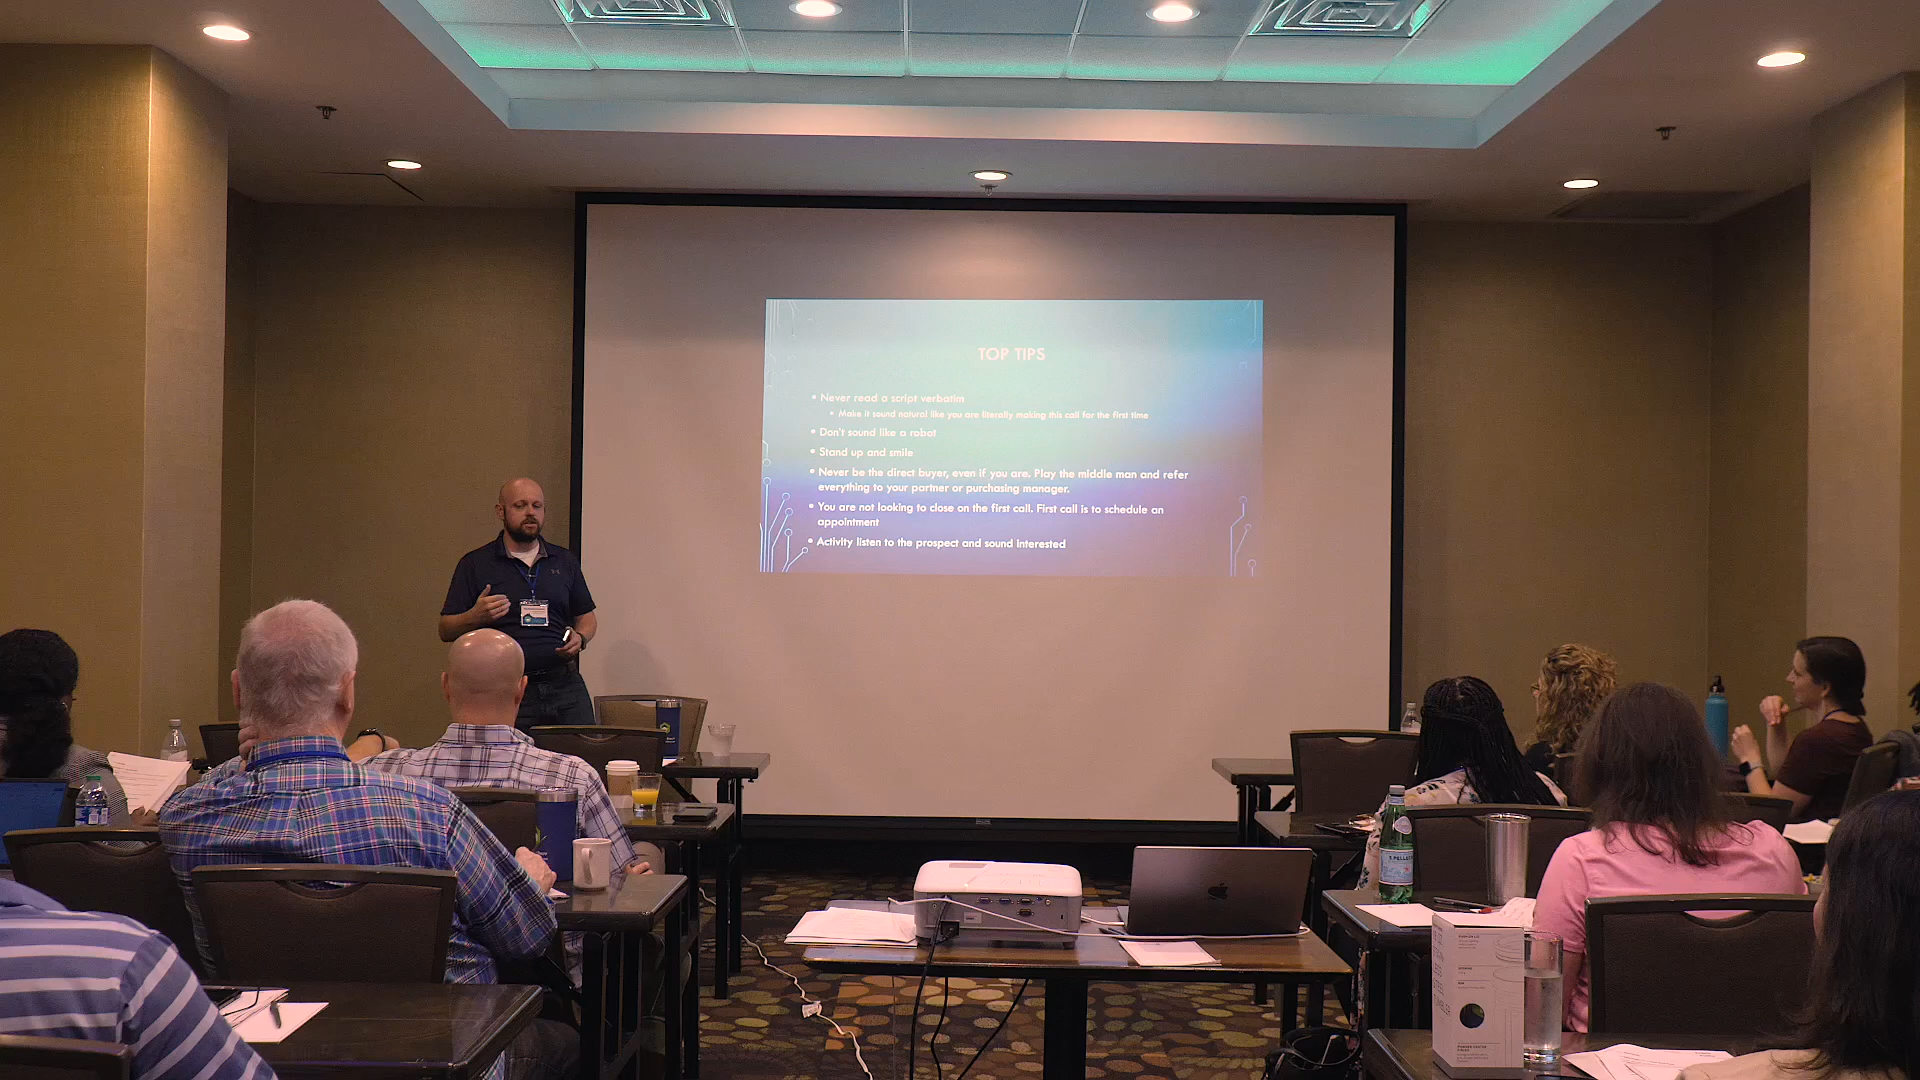 TOP TIPS
• Never read a script verbatim
• Make it sound natural like you are literally making this call for the first time
• Don't sound like a robot
• Stand up and smile
• Never be the direct buyer, even if you are. Play the middle man and refer
everything to your partner or purchasing manager.
• You are not looking to close on the first call. First call is to schedule an
appointment
• Activity listen to the prospect and sound interested